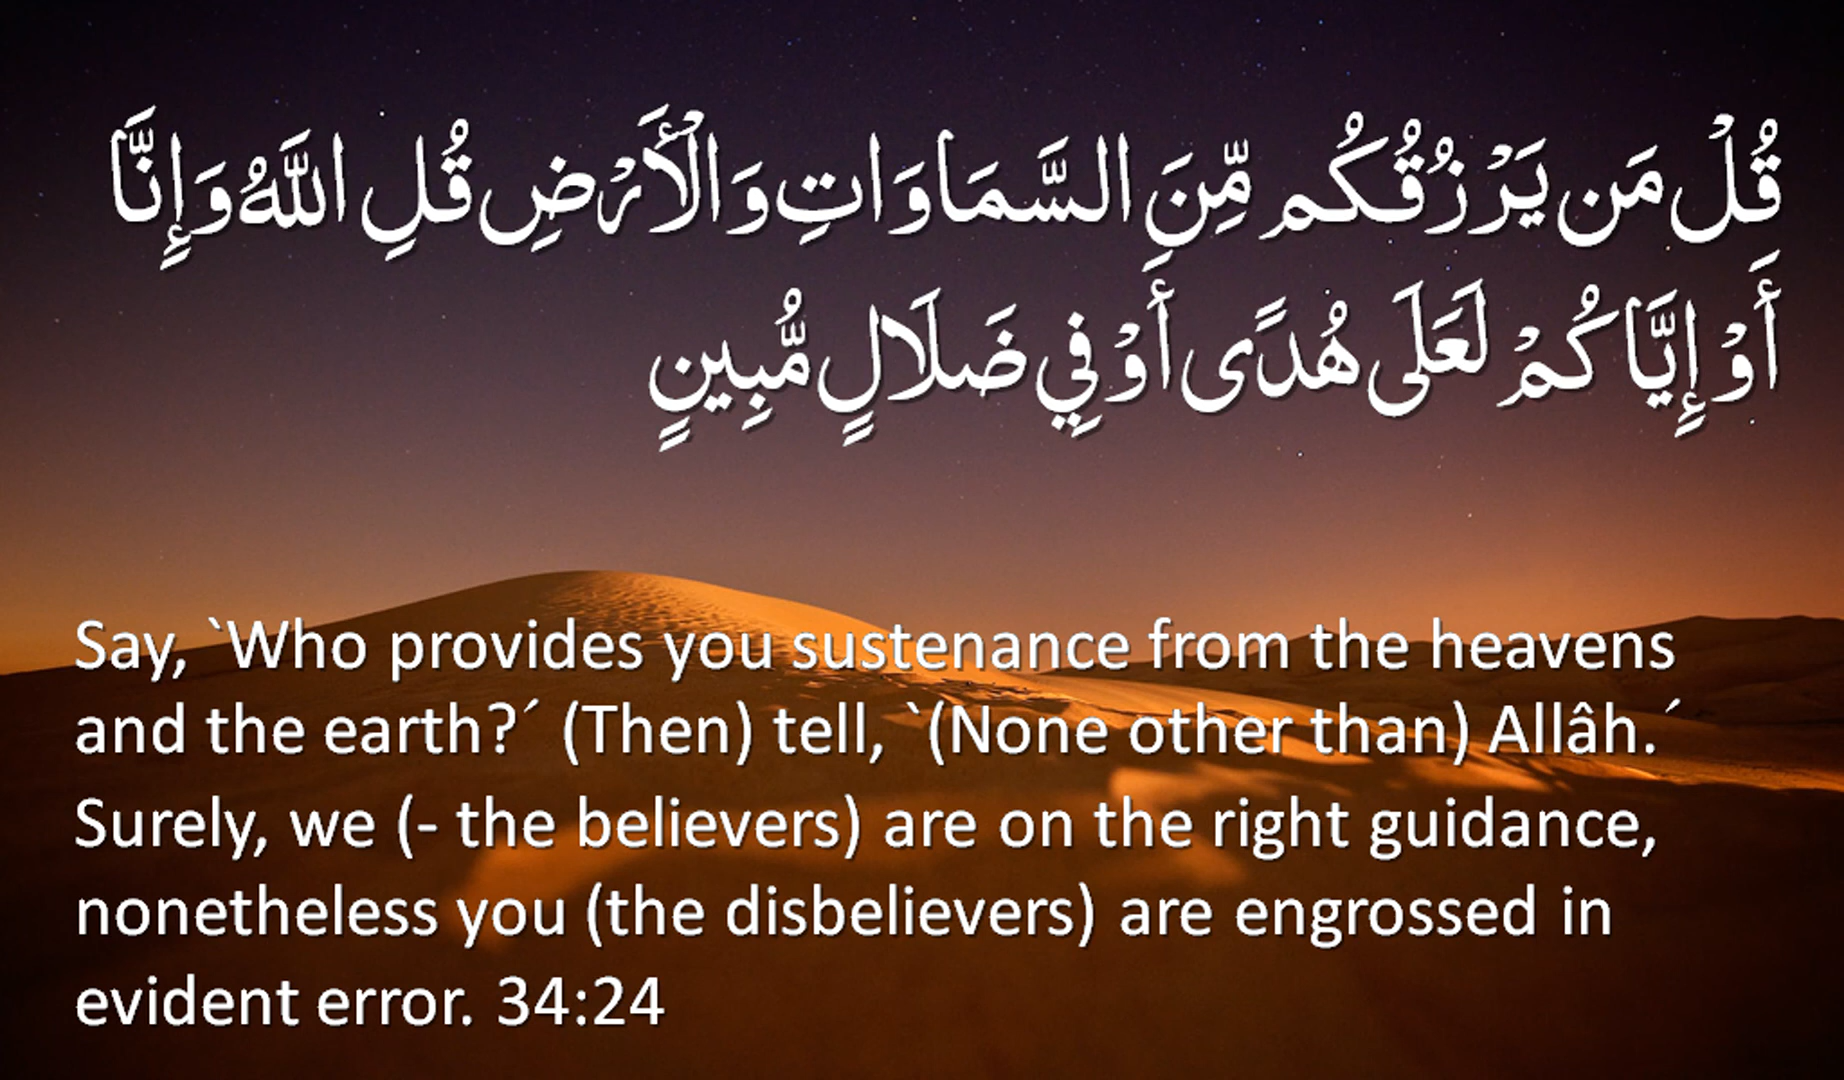 قُلْ مَن يَرْزُقُكُم مِّنَ السَّمَاوَاتِ وَالْأَرْضِ قُلِ اللَّهُ وَإِنَّا
أَوْ إِيَّاكُمْ لَعَلَى هُدًى أَوْ فِي ضَلَالٍ مُّبِينٍ
Say, `Who provides you sustenance from the heavens
and the earth?´ (Then) tell, `(None other than) Allâh.´
Surely, we (- the believers) are on the right guidance,
nonetheless you (the disbelievers) are engrossed in
evident error. 34:24